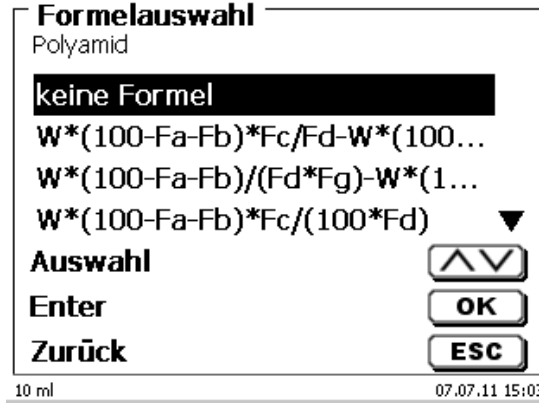 Formelauswahl
Polyamid
keine Formel
W*(100-Fa-Fb)*Fc/Fd-W*(100...
W*(100-Fa-Fb)/(Fd*Fg)-W*(1...
W*(100-Fa-Fb)*Fc/(100*Fd)
Auswahl
Enter OK
Zurück ESC
10 ml 07.07.11 15:03